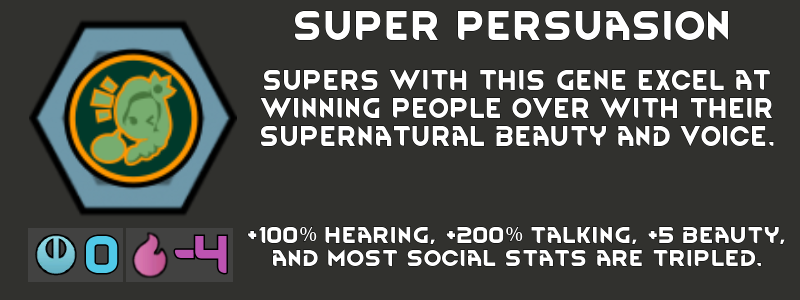 SUPER PERSUASION
SUPERS WITH THIS GENE EXCEL AT
WINNING PEOPLE OVER WITH THEIR
SUPERNATURAL BEAUTY AND VOICE.
+100% HEARING, +200% TALKING, +5 BEAUTY,
AND MOST SOCIAL STATS ARE TRIPLED.
0 -4